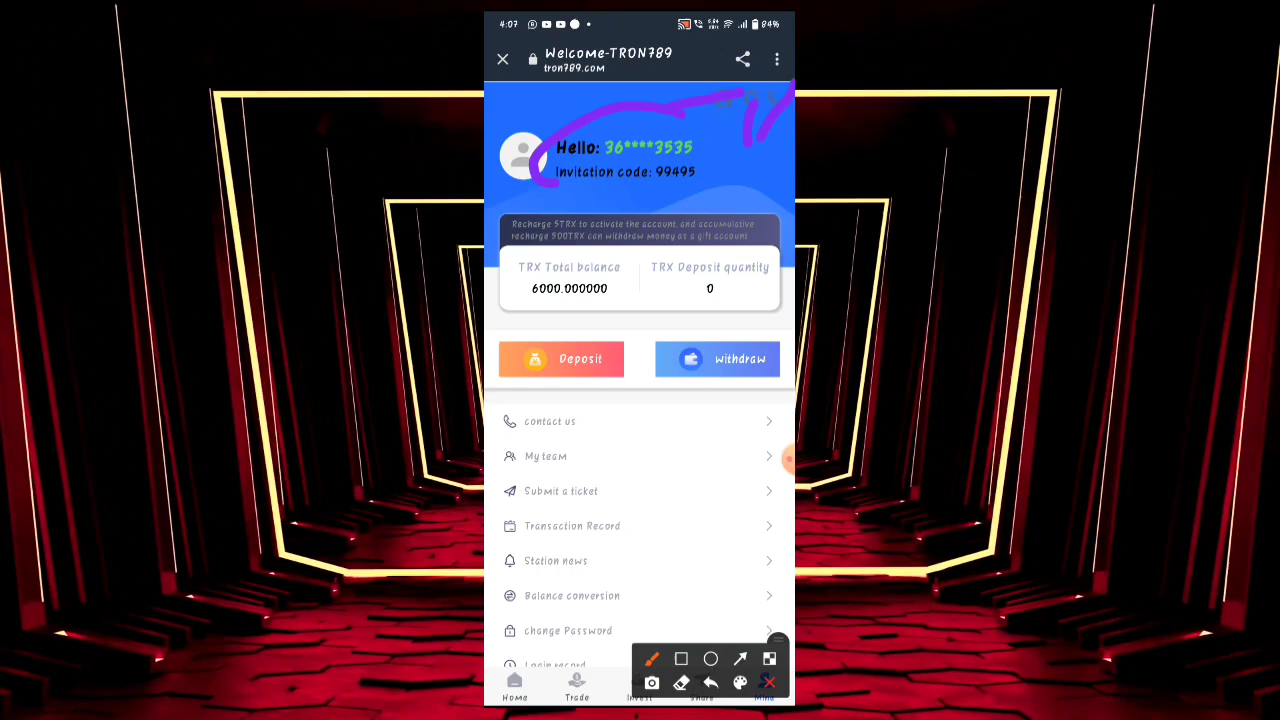 4:07
5.86 KB/s
84%
Welcome-TRON789
tron789.com
Hello: 36****3535
Invitation code: 99495
Recharge 5TRX to activate the account, and accumulative
recharge 500TRX can withdraw money as a gift account
TRX Total balance
TRX Deposit quantity
6000.000000
0
Deposit
withdraw
contact us
My team
Submit a ticket
Transaction Record
Station news
Balance conversion
change Password
Login record
Home
Trade
Invest
Share
Mine